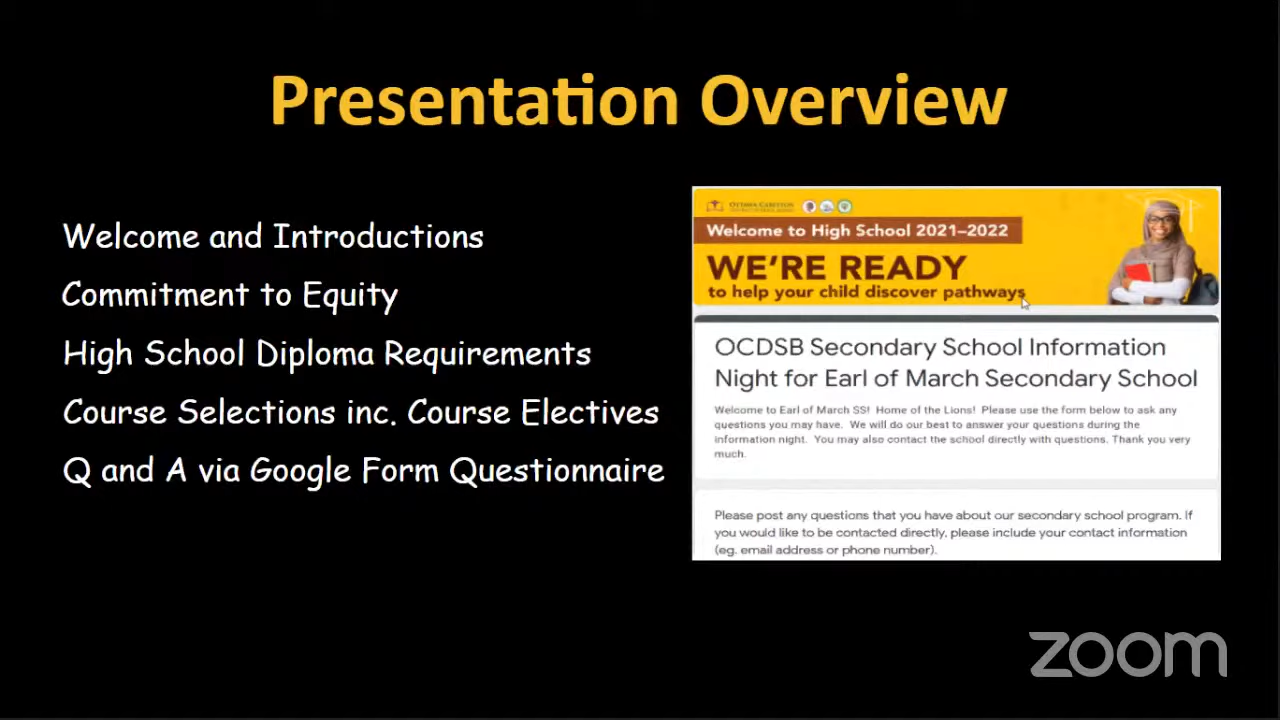 Presentation Overview
Welcome and Introductions
Commitment to Equity
High School Diploma Requirements
Course Selections inc. Course Electives
Q and A via Google Form Questionnaire
OTTAWA-CARLETON
DISTRICT SCHOOL BOARD
Welcome to High School 2021–2022
WE'RE READY
to help your child discover pathways
OCDSB Secondary School Information
Night for Earl of March Secondary School
Welcome to Earl of March SS! Home of the Lions! Please use the form below to ask any
questions you may have. We will do our best to answer your questions during the
information night. You may also contact the school directly with questions. Thank you very
much.
Please post any questions that you have about our secondary school program. If
you would like to be contacted directly, please include your contact information
(eg. email address or phone number).
zoom